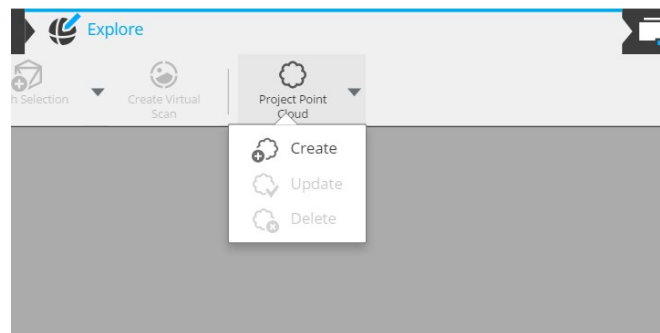 Explore
Selection
Create Virtual
Scan
Project Point
Cloud
Create
Update
Delete